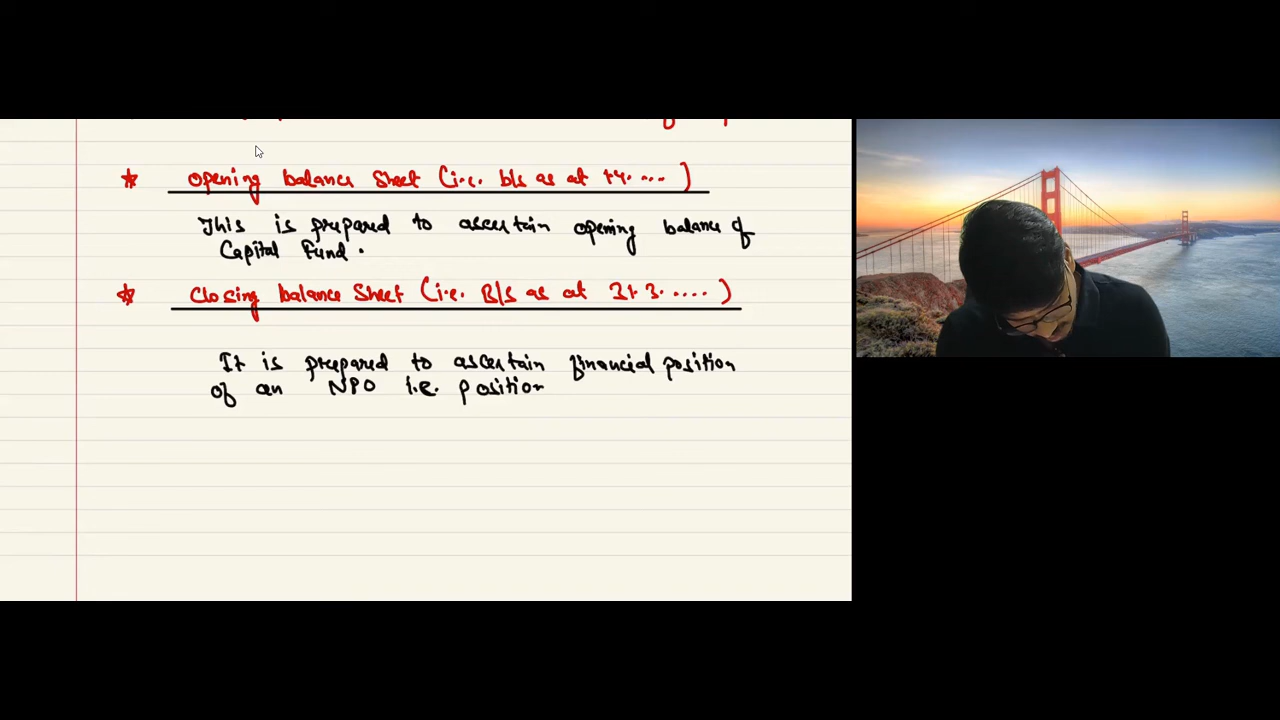 * Opening balance Sheet (i.e. b/s as at 1.4. ....)
This is prepared to ascertain opening balance of
Capital Fund.
* Closing balance Sheet (i.e. B/s as at 31.3. ....)
It is prepared to ascertain financial position
of an NPO i.e. position